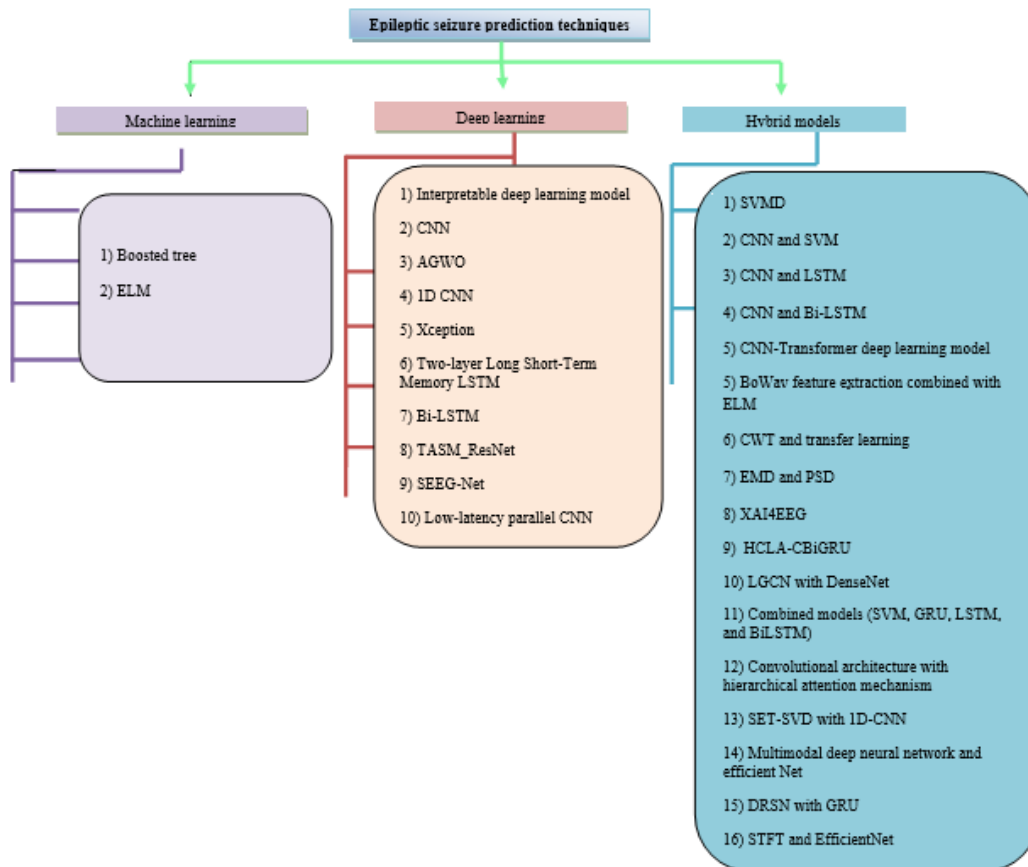 Epileptic seizure prediction techniques
Machine learning
Deep learning
Hybrid models
1) Boosted tree
2) ELM
1) Interpretable deep learning model
2) CNN
3) AGWO
4) 1D CNN
5) Xception
6) Two-layer Long Short-Term
Memory LSTM
7) Bi-LSTM
8) TASM_ResNet
9) SEEG-Net
10) Low-latency parallel CNN
1) SVMD
2) CNN and SVM
3) CNN and LSTM
4) CNN and Bi-LSTM
5) CNN-Transformer deep learning model
5) BoWav feature extraction combined with
ELM
6) CWT and transfer learning
7) EMD and PSD
8) XAI4EEG
9) HCLA-CBiGRU
10) LGCN with DenseNet
11) Combined models (SVM, GRU, LSTM,
and BiLSTM)
12) Convolutional architecture with
hierarchical attention mechanism
13) SET-SVD with 1D-CNN
14) Multimodal deep neural network and
efficient Net
15) DRSN with GRU
16) STFT and EfficientNet